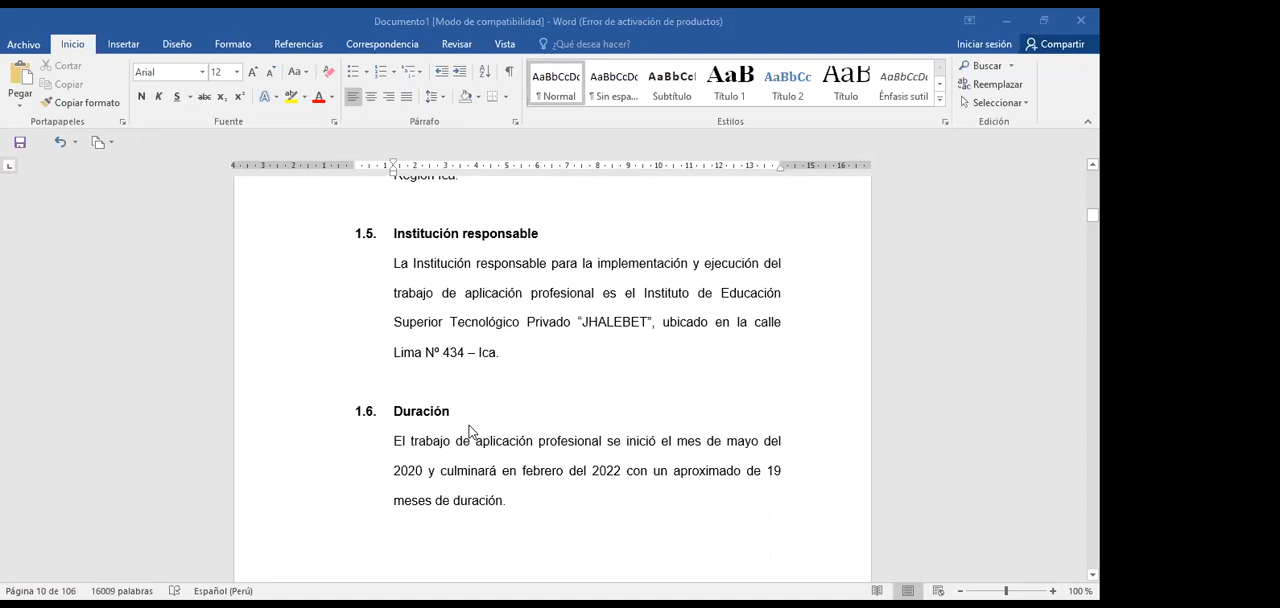 Documento1 [Modo de compatibilidad] - Word (Error de activación de productos)
Archivo Inicio Insertar Diseño Formato Referencias Correspondencia Revisar Vista ¿Qué desea hacer? Iniciar sesión Compartir
Pegar Cortar Copiar Copiar formato
Portapapeles
Arial 12
Fuente
Párrafo
AaBbCcDc AaBbCcDc AaBbCcI AaB AaBbCc AaB AaBbCcDc
¶ Normal ¶ Sin espa... Subtítulo Título 1 Título 2 Título Énfasis sutil
Estilos
Buscar
Reemplazar
Seleccionar
Edición
Región Ica.
1.5. Institución responsable
La Institución responsable para la implementación y ejecución del
trabajo de aplicación profesional es el Instituto de Educación
Superior Tecnológico Privado “JHALEBET”, ubicado en la calle
Lima Nº 434 – Ica.
1.6. Duración
El trabajo de aplicación profesional se inició el mes de mayo del
2020 y culminará en febrero del 2022 con un aproximado de 19
meses de duración.
Página 10 de 106 16009 palabras Español (Perú) 100 %